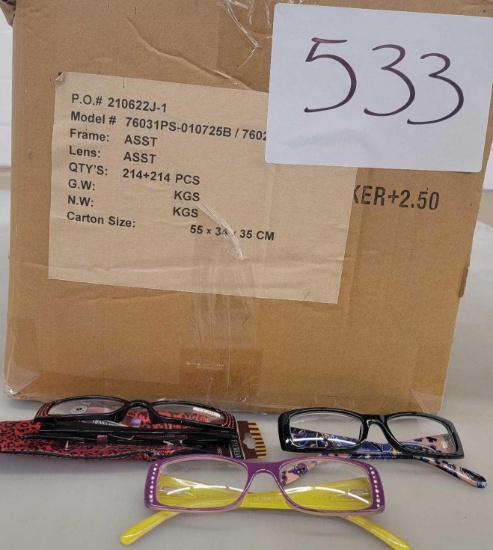 533
P.O.# 210622J-1
Model # 76031PS-010725B / 7602
Frame: ASST
Lens: ASST
QTY'S: 214+214 PCS
G.W: KGS
N.W: KGS
Carton Size: 55 x 34 x 35 CM
KER+2.50